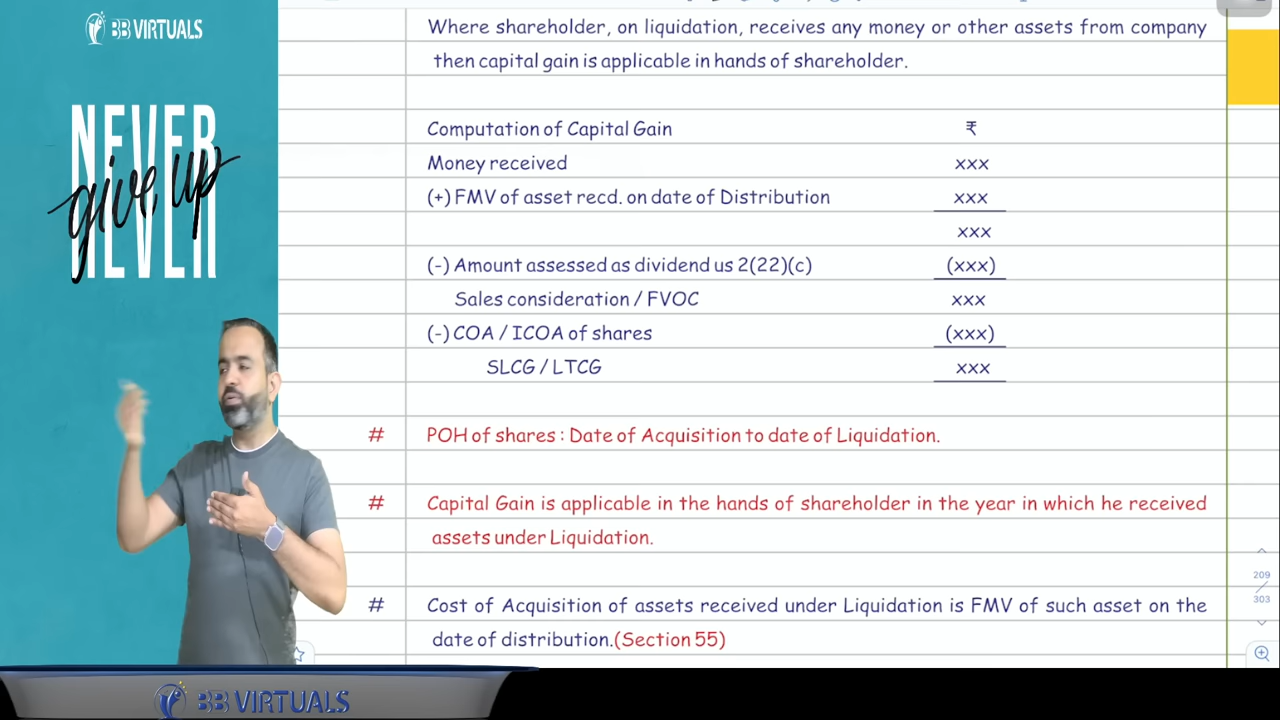 BB VIRTUALS
NEVER
give up
NEVER
Where shareholder, on liquidation, receives any money or other assets from company
then capital gain is applicable in hands of shareholder.
Computation of Capital Gain ₹
Money received xxx
(+) FMV of asset recd. on date of Distribution xxx
xxx
(-) Amount assessed as dividend us 2(22)(c) (xxx)
Sales consideration / FVOC xxx
(-) COA / ICOA of shares (xxx)
SLCG / LTCG xxx
# POH of shares : Date of Acquisition to date of Liquidation.
# Capital Gain is applicable in the hands of shareholder in the year in which he received
assets under Liquidation.
# Cost of Acquisition of assets received under Liquidation is FMV of such asset on the
date of distribution.(Section 55)
209
303
BB VIRTUALS